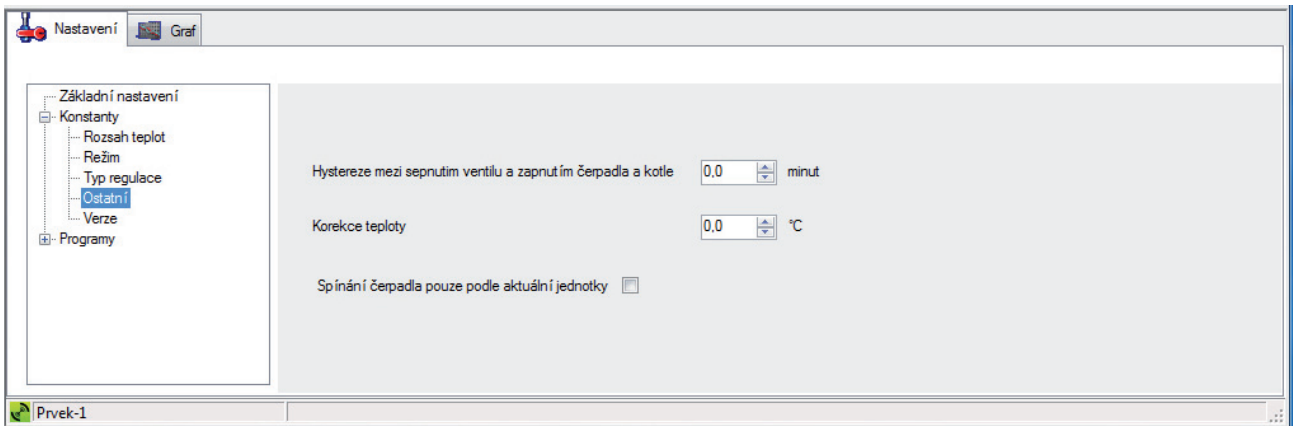 Nastavení Graf
Základní nastavení
Konstanty
Rozsah teplot
Režim
Typ regulace
Ostatní
Verze
Programy
Hystereze mezi sepnutim ventilu a zapnutím čerpadla a kotle 0,0 minut
Korekce teploty 0,0 °C
Spínání čerpadla pouze podle aktuální jednotky
Prvek-1